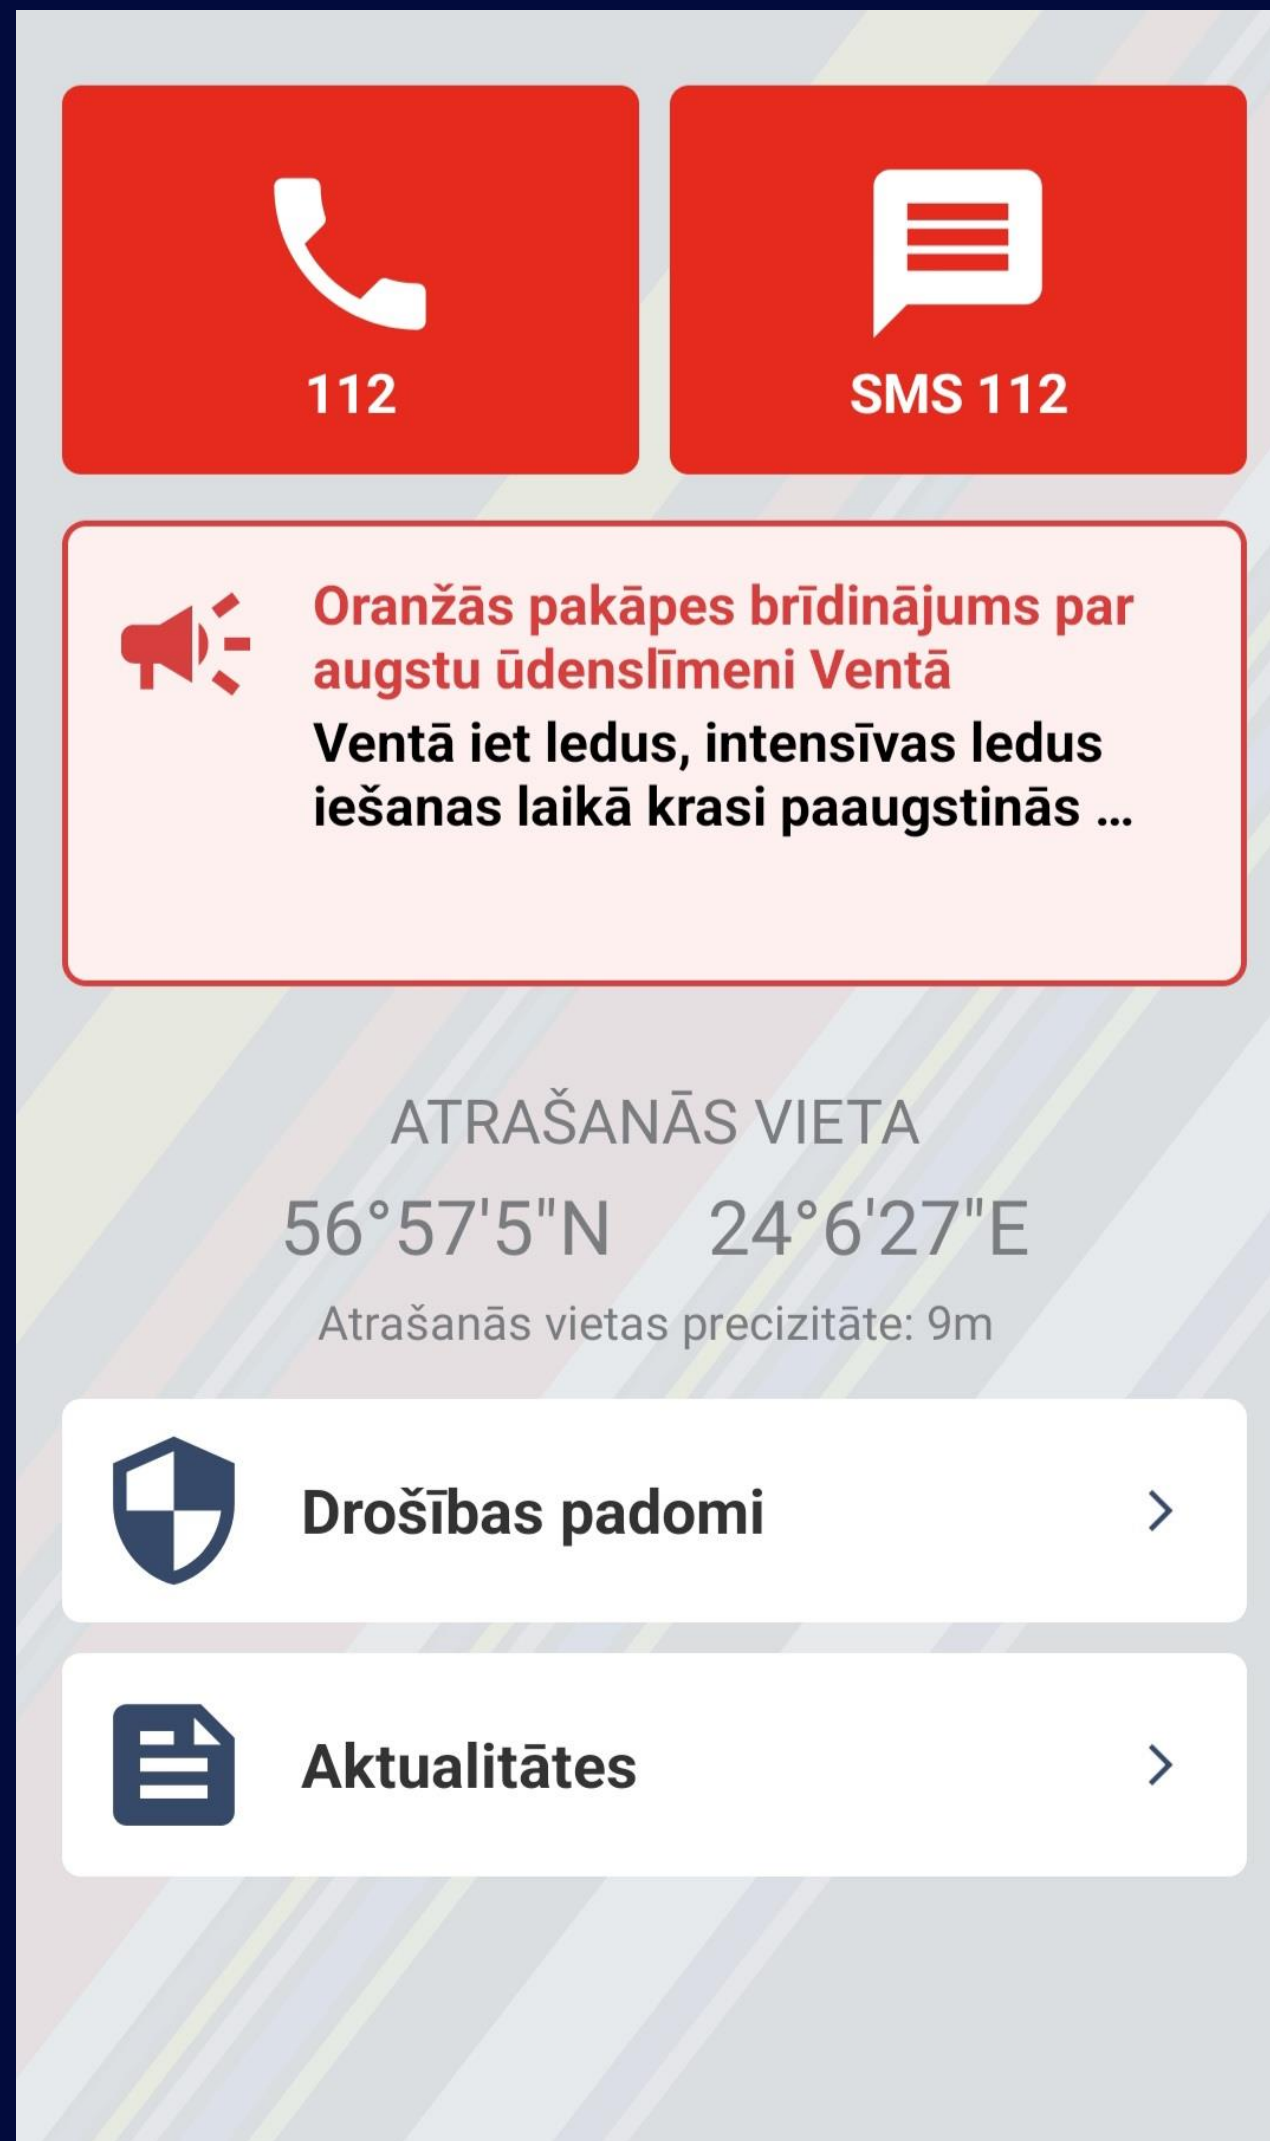 112
SMS 112
Oranžās pakāpes brīdinājums par
augstu ūdenslīmeni Ventā
Ventā iet ledus, intensīvas ledus
iešanas laikā krasi paaugstinās ...
ATRAŠANĀS VIETA
56°57'5"N 24°6'27"E
Atrašanās vietas precizitāte: 9m
Drošības padomi
Aktualitātes